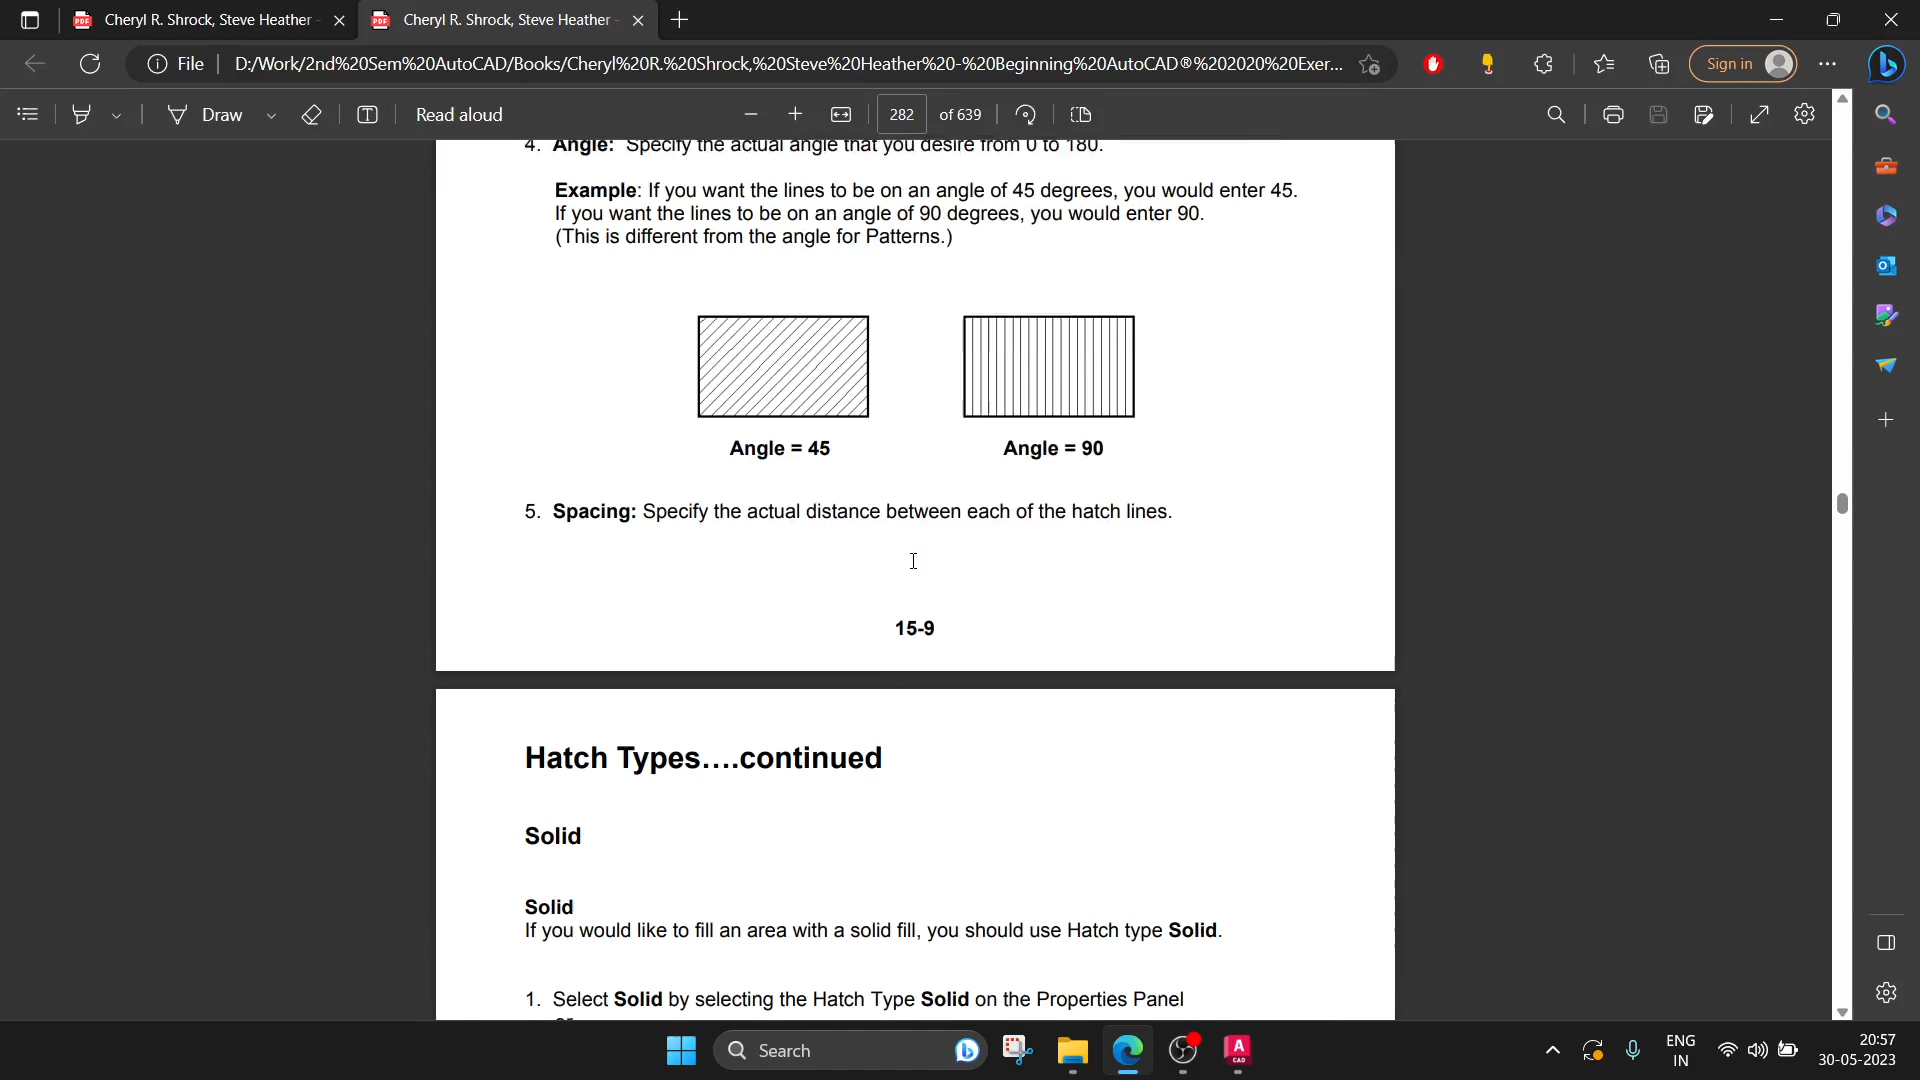 Cheryl R. Shrock, Steve Heather -
Cheryl R. Shrock, Steve Heather -
File
D:/Work/2nd%20Sem%20AutoCAD/Books/Cheryl%20R.%20Shrock,%20Steve%20Heather%20-%20Beginning%20AutoCAD®%202020%20Exer...
Sign in
Draw
Read aloud
282 of 639
4. Angle: Specify the actual angle that you desire from 0 to 180.
Example: If you want the lines to be on an angle of 45 degrees, you would enter 45.
If you want the lines to be on an angle of 90 degrees, you would enter 90.
(This is different from the angle for Patterns.)
Angle = 45
Angle = 90
5. Spacing: Specify the actual distance between each of the hatch lines.
15-9
Hatch Types....continued
Solid
Solid
If you would like to fill an area with a solid fill, you should use Hatch type Solid.
1. Select Solid by selecting the Hatch Type Solid on the Properties Panel
or
Search
ENG
IN
20:57
30-05-2023